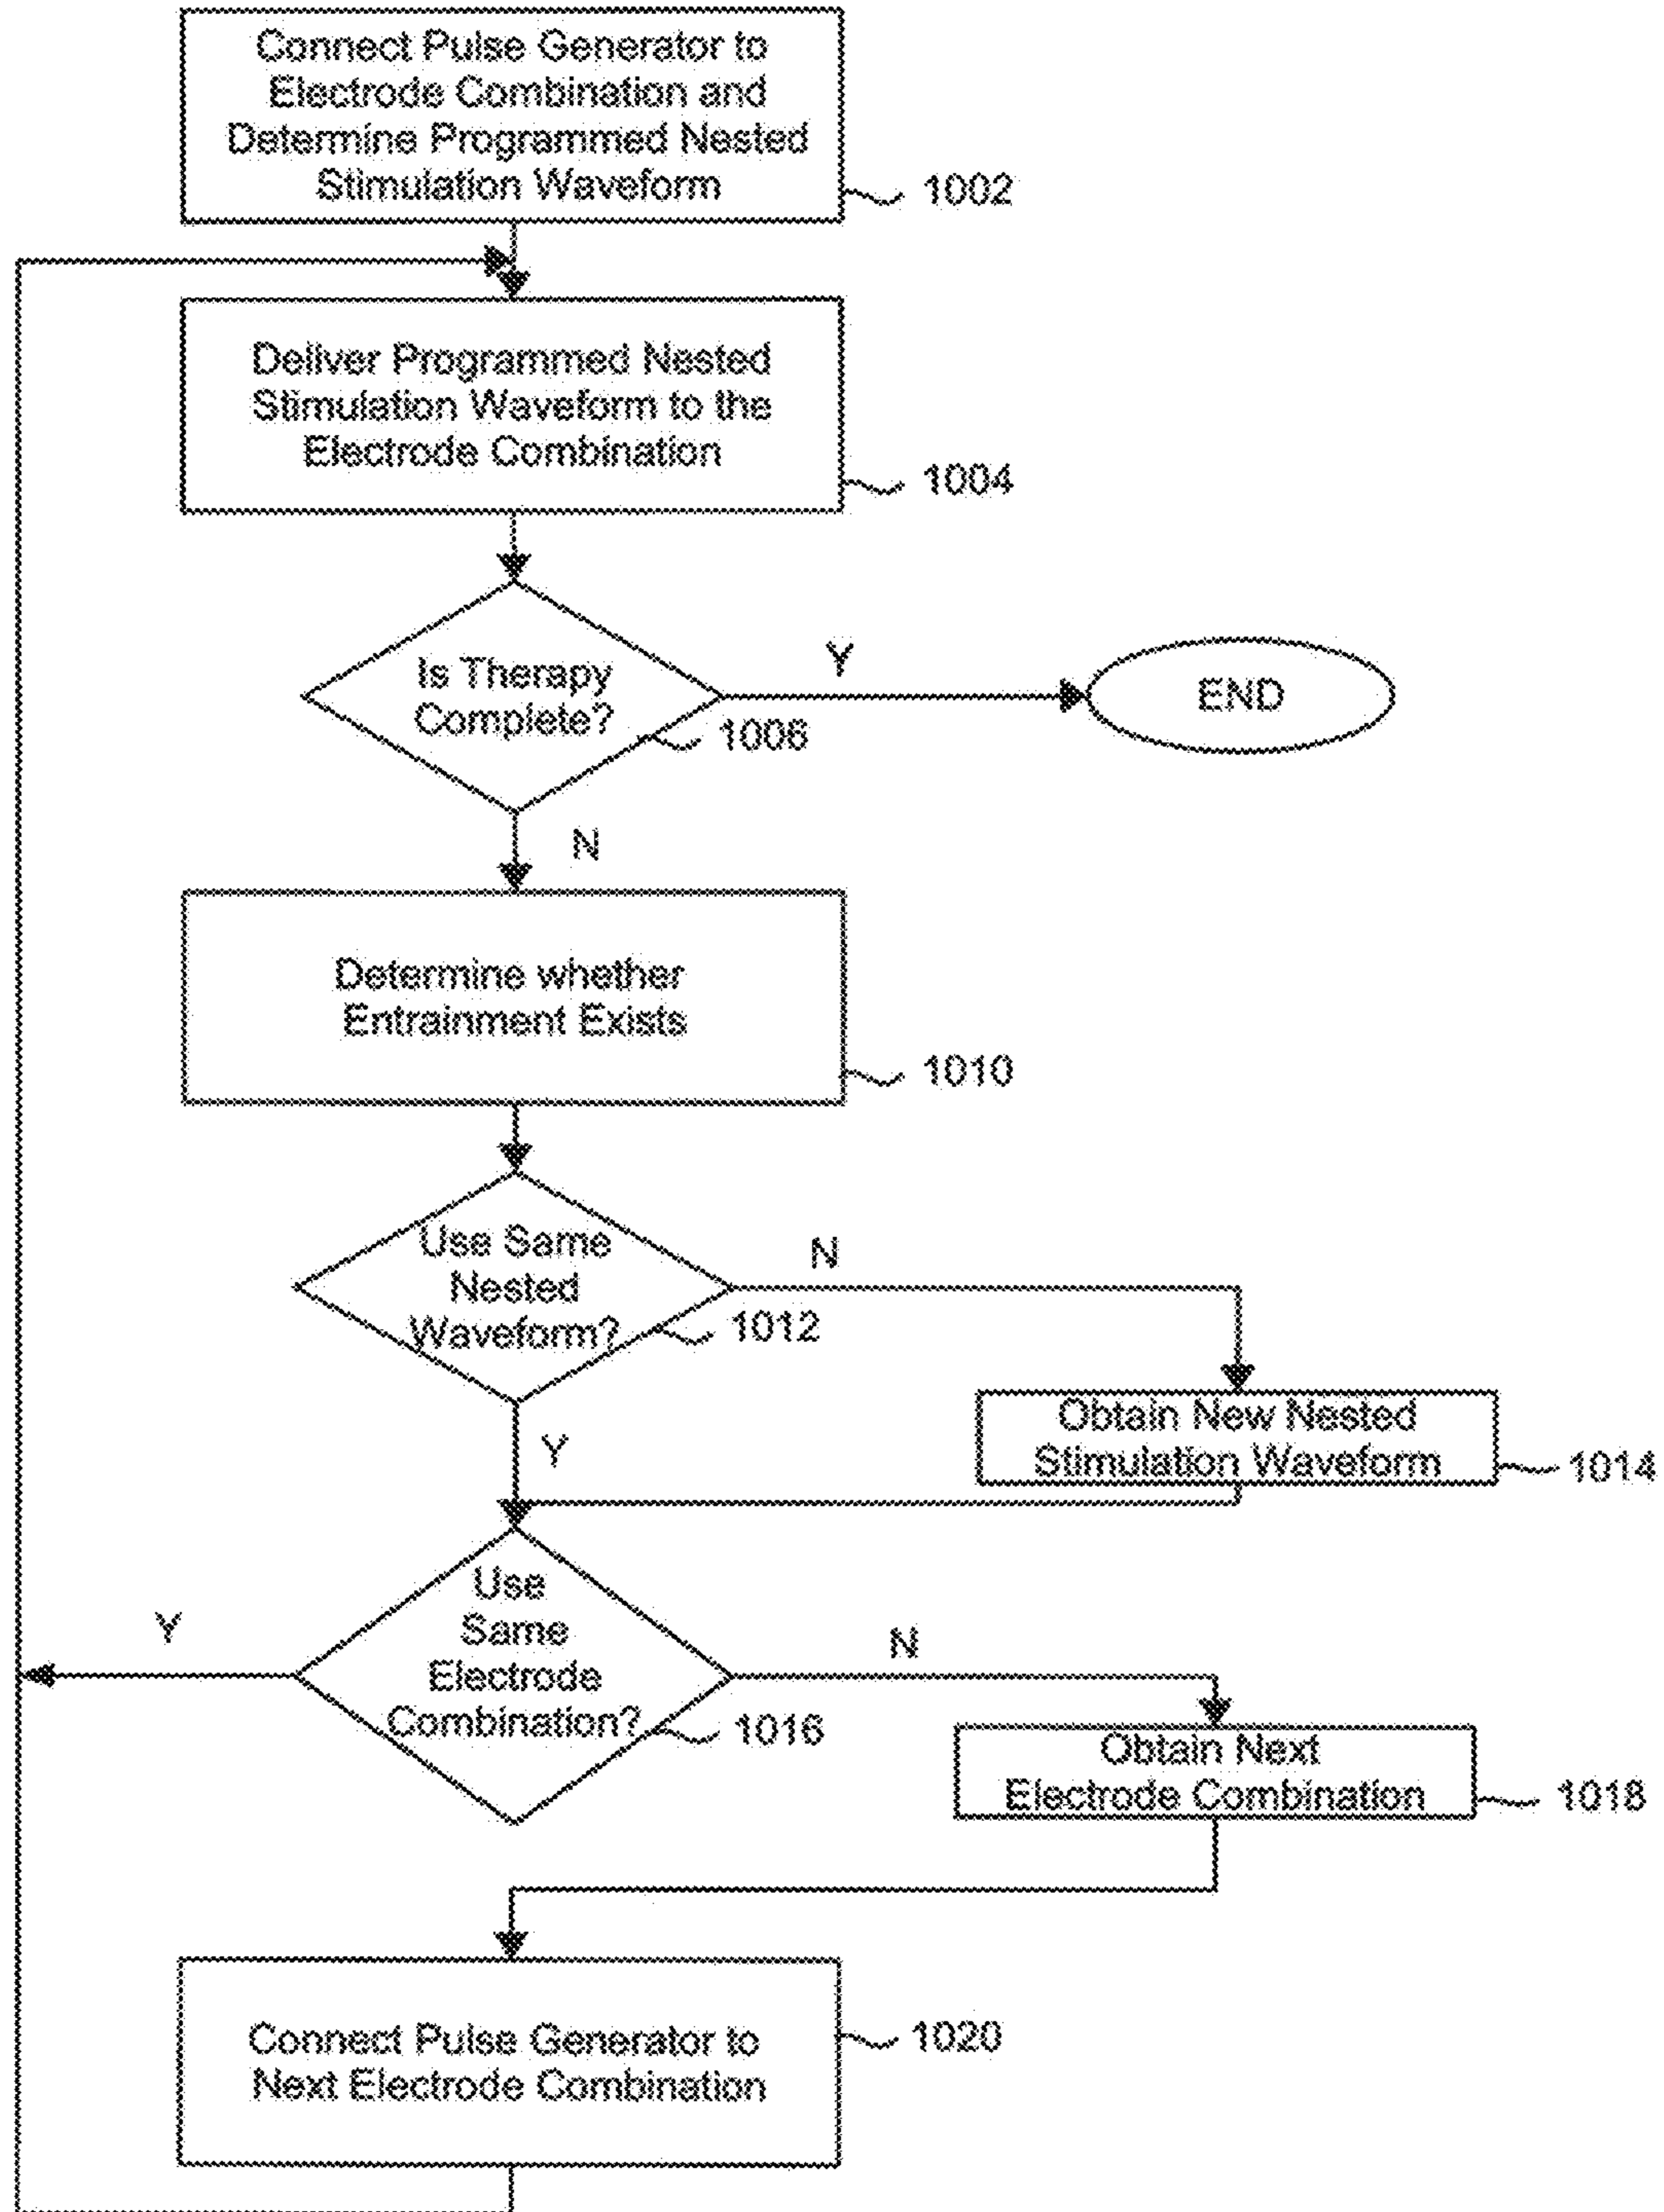 Connect Pulse Generator to
Electrode Combination and
Determine Programmed Nested
Stimulation Waveform
1002
Deliver Programmed Nested
Stimulation Waveform to the
Electrode Combination
1004
Is Therapy
Complete?
1006
Y
END
N
Determine whether
Entrainment Exists
1010
Use Same
Nested
Waveform?
1012
N
Y
Obtain New Nested
Stimulation Waveform
1014
Use
Same
Electrode
Combination?
1016
Y
N
Obtain Next
Electrode Combination
1018
Connect Pulse Generator to
Next Electrode Combination
1020